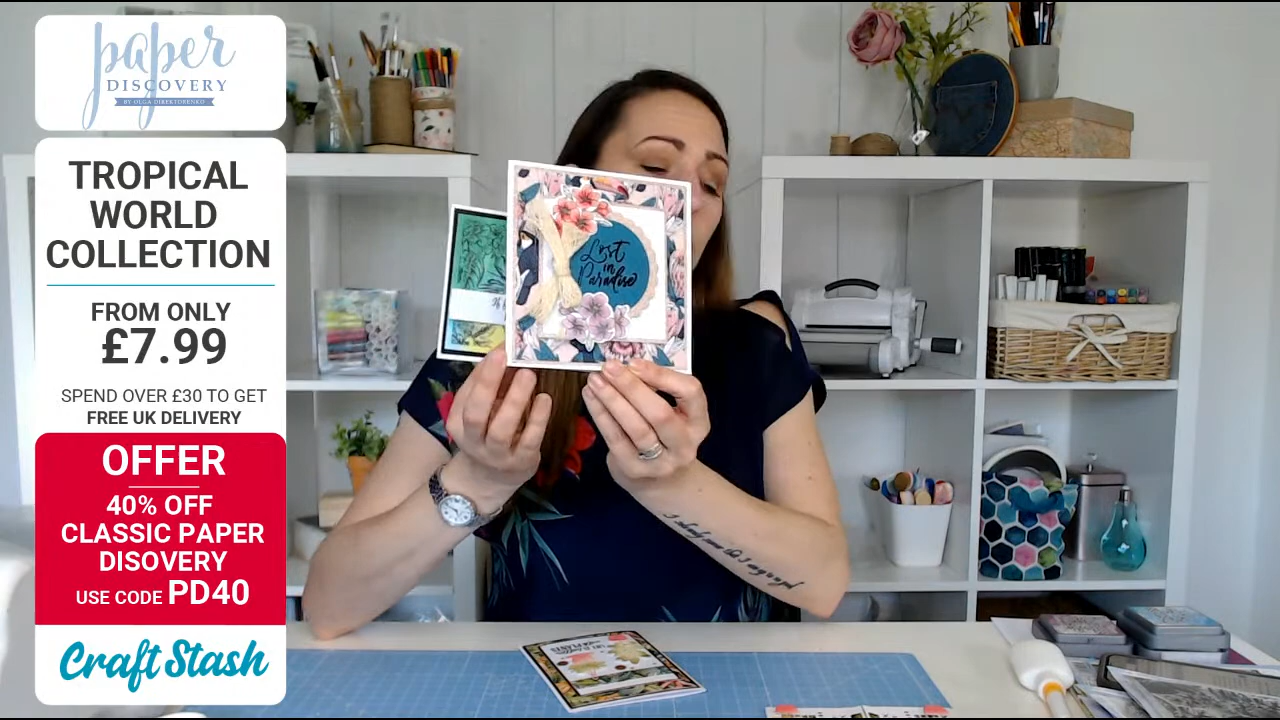 paper
DISCOVERY
BY OLGA DIREKTORENKO
TROPICAL
WORLD
COLLECTION
FROM ONLY
£7.99
SPEND OVER £30 TO GET
FREE UK DELIVERY
OFFER
40% OFF
CLASSIC PAPER
DISOVERY
USE CODE PD40
Craft Stash
Lost
in
Paradise